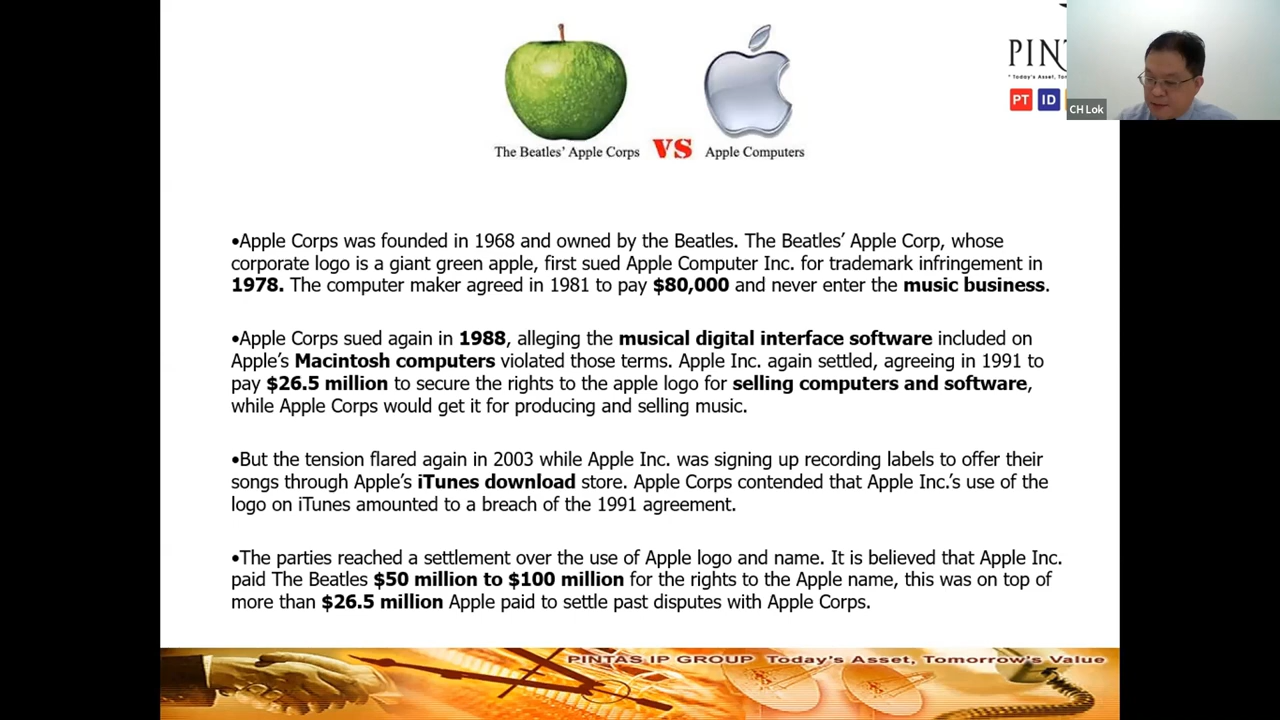 The Beatles' Apple Corps VS Apple Computers
PT ID
CH Lok
•Apple Corps was founded in 1968 and owned by the Beatles. The Beatles' Apple Corp, whose
corporate logo is a giant green apple, first sued Apple Computer Inc. for trademark infringement in
1978. The computer maker agreed in 1981 to pay $80,000 and never enter the music business.
•Apple Corps sued again in 1988, alleging the musical digital interface software included on
Apple's Macintosh computers violated those terms. Apple Inc. again settled, agreeing in 1991 to
pay $26.5 million to secure the rights to the apple logo for selling computers and software,
while Apple Corps would get it for producing and selling music.
•But the tension flared again in 2003 while Apple Inc. was signing up recording labels to offer their
songs through Apple's iTunes download store. Apple Corps contended that Apple Inc.'s use of the
logo on iTunes amounted to a breach of the 1991 agreement.
•The parties reached a settlement over the use of Apple logo and name. It is believed that Apple Inc.
paid The Beatles $50 million to $100 million for the rights to the Apple name, this was on top of
more than $26.5 million Apple paid to settle past disputes with Apple Corps.
PINTAS IP GROUP Today's Asset, Tomorrow's Value